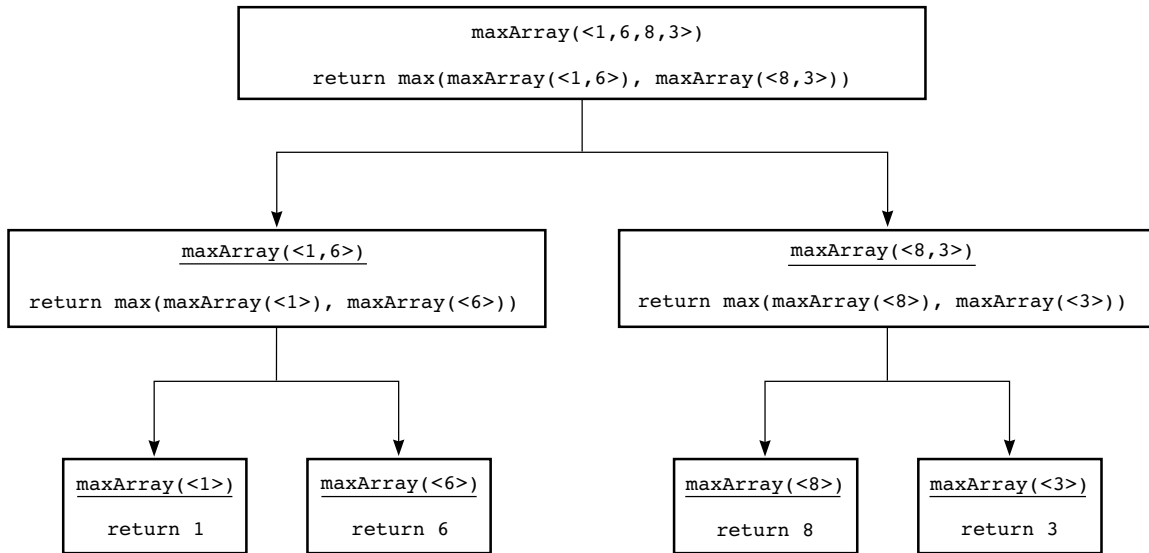 maxArray(<1,6,8,3>)
return max(maxArray(<1,6>), maxArray(<8,3>))
maxArray(<1,6>)
return max(maxArray(<1>), maxArray(<6>))
maxArray(<8,3>)
return max(maxArray(<8>), maxArray(<3>))
maxArray(<1>)
return 1
maxArray(<6>)
return 6
maxArray(<8>)
return 8
maxArray(<3>)
return 3